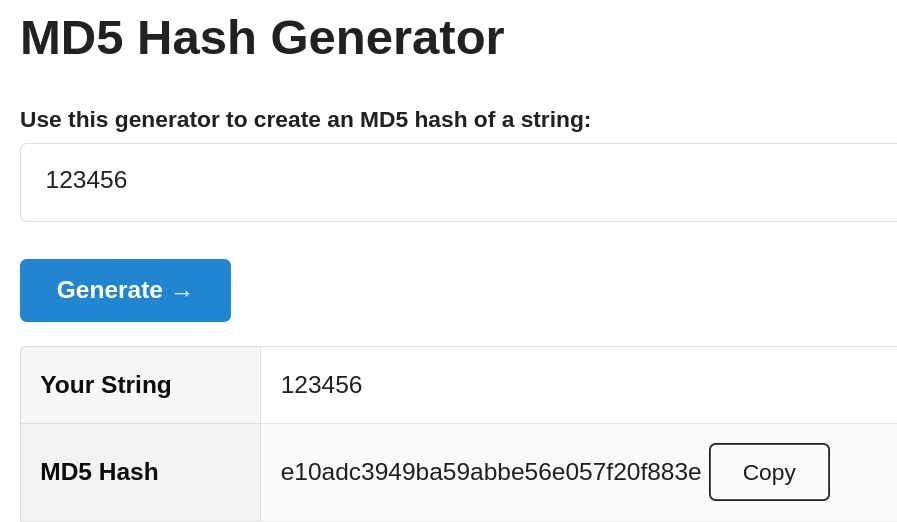 MD5 Hash Generator
Use this generator to create an MD5 hash of a string:
123456
Generate →
Your String 123456
MD5 Hash e10adc3949ba59abbe56e057f20f883e Copy